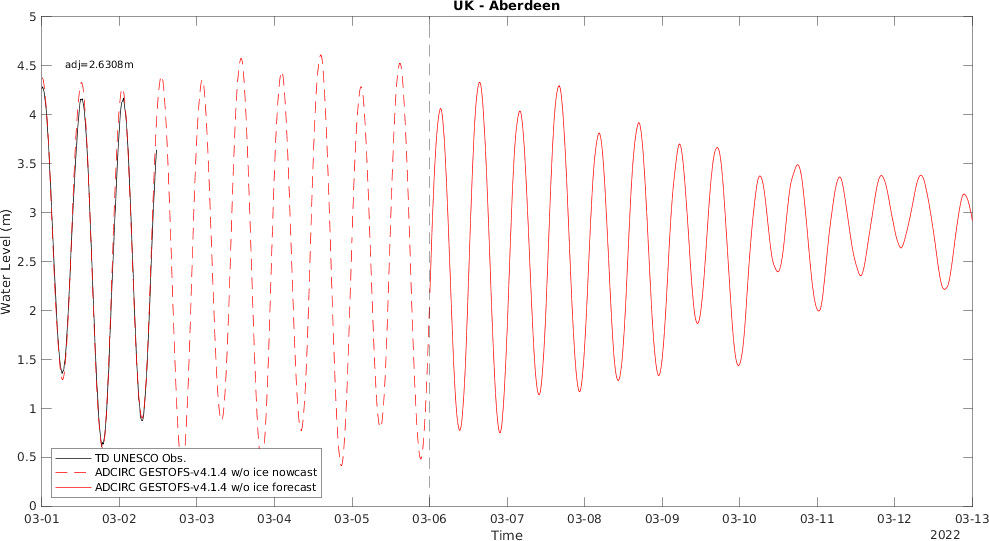 UK - Aberdeen
5
4.5
4
3.5
3
2.5
2
1.5
1
0.5
0
Water Level (m)
adj=2.6308m
TD UNESCO Obs.
ADCIRC GESTOFS-v4.1.4 w/o ice nowcast
ADCIRC GESTOFS-v4.1.4 w/o ice forecast
03-01 03-02 03-03 03-04 03-05 03-06 03-07 03-08 03-09 03-10 03-11 03-12 03-13
Time
2022